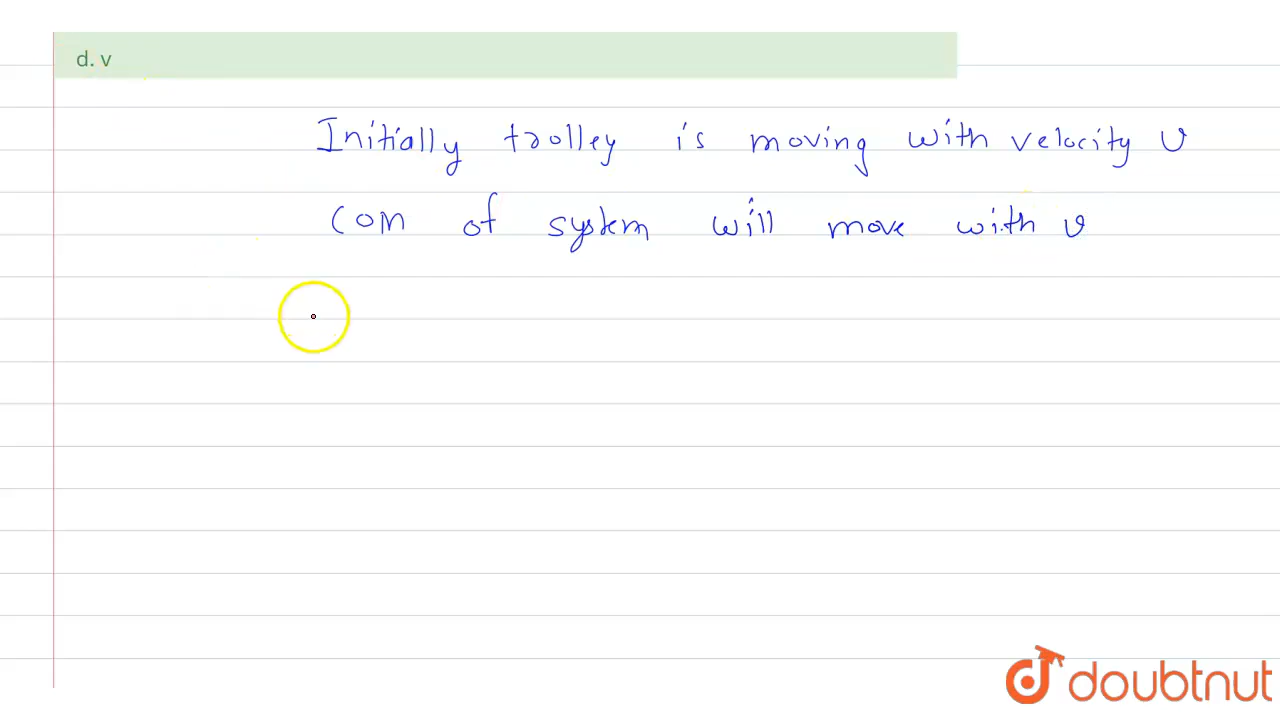 d. v
Initially trolley is moving with velocity v
COM of system will move with v
doubtnut